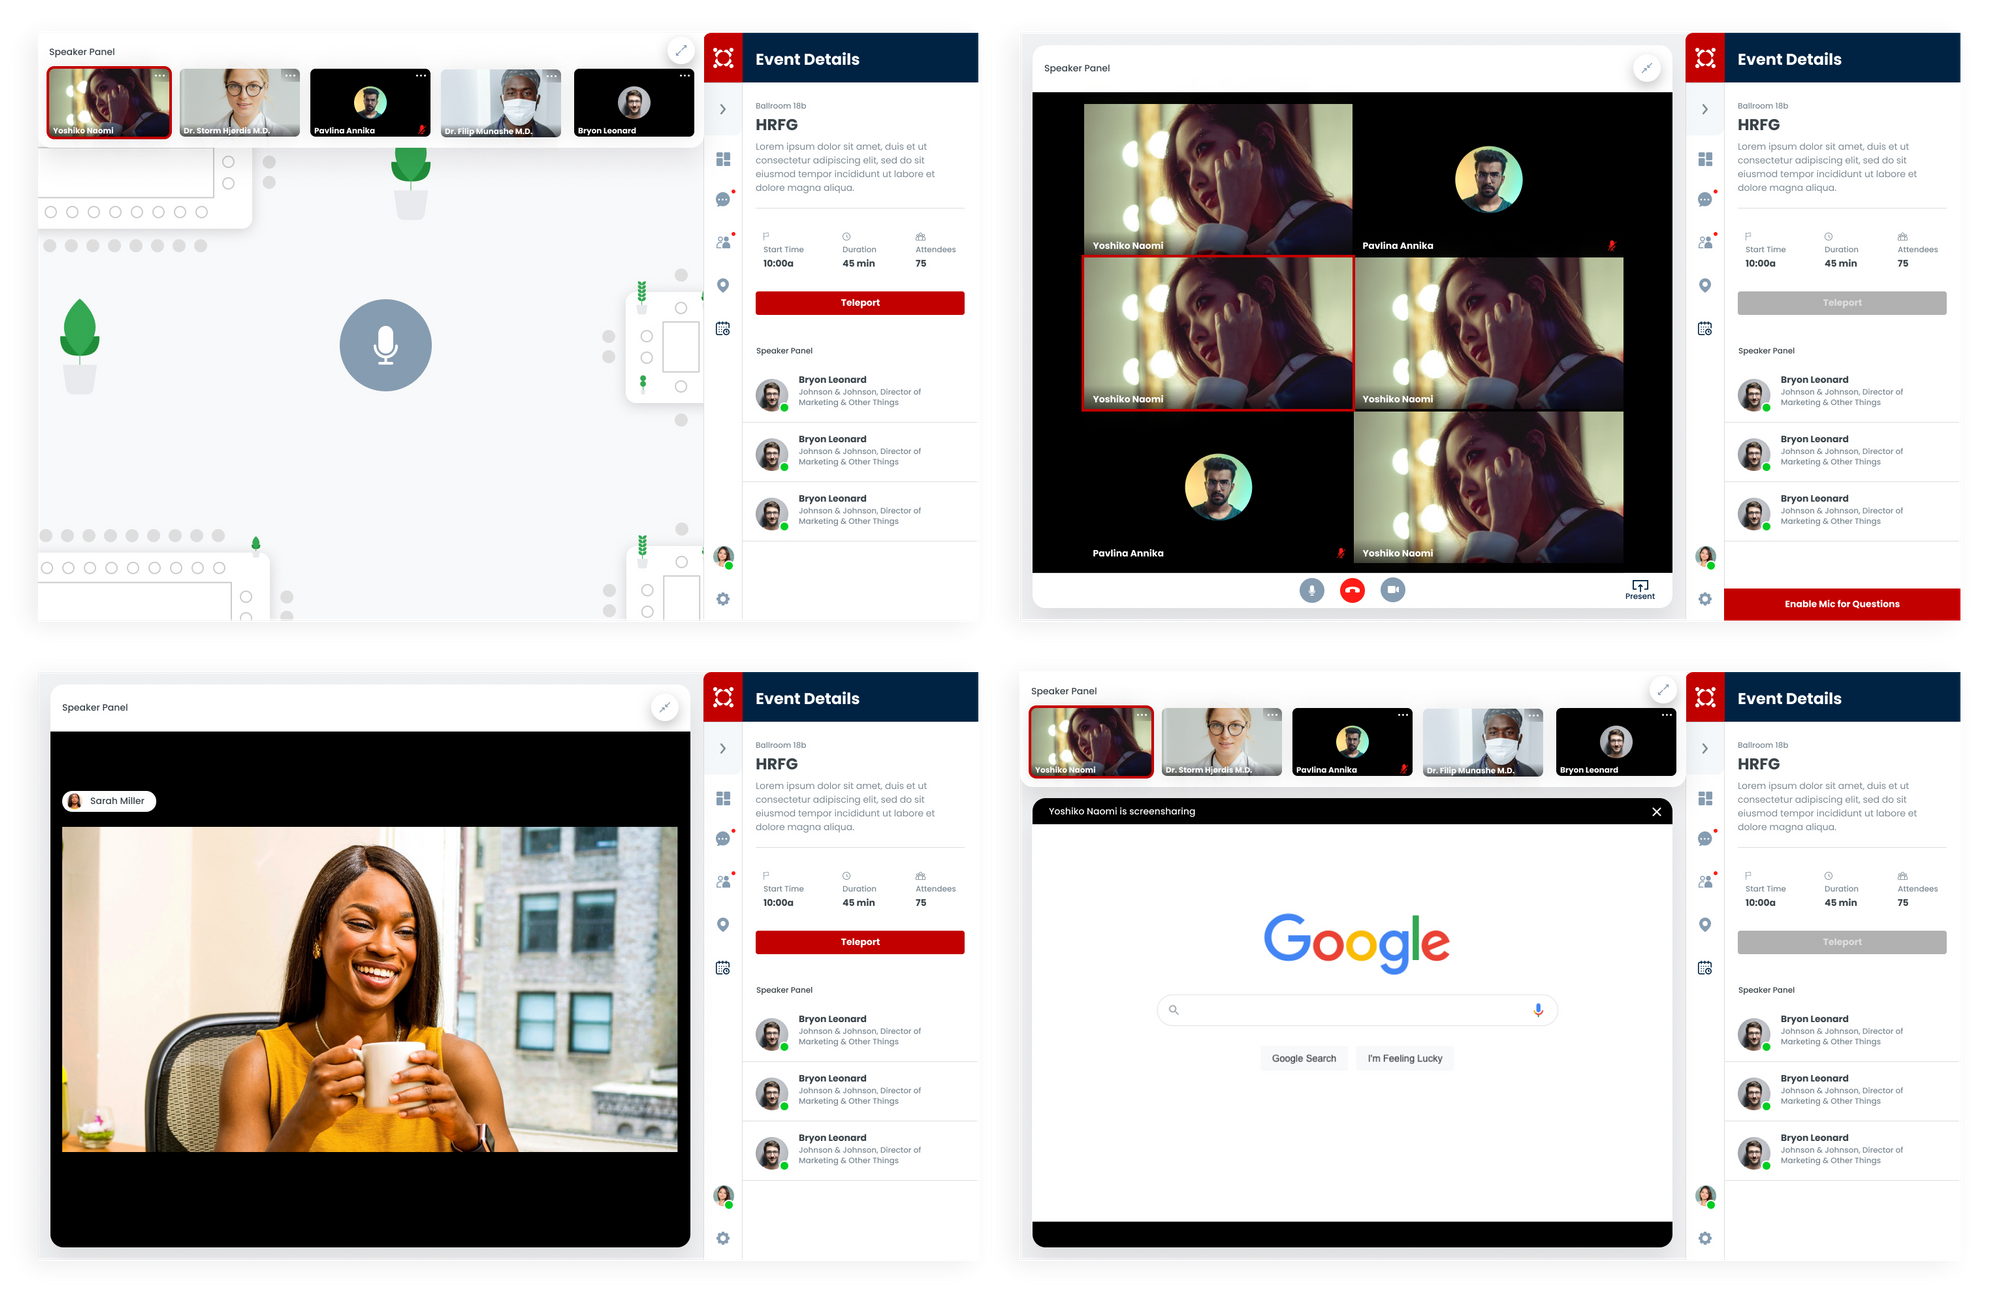 Speaker Panel
Yoshiko Naomi
Dr. Storm Hjørdis M.D.
Pavlina Annika
Dr. Filip Munashe M.D.
Bryon Leonard
Event Details
Ballroom 18b
HRFG
Lorem ipsum dolor sit amet, duis et ut
consectetur adipiscing elit, sed do sit
eiusmod tempor incididunt ut labore et
dolore magna aliqua.
Start Time
Duration
Attendees
10:00a
45 min
75
Teleport
Speaker Panel
Bryon Leonard
Johnson & Johnson, Director of
Marketing & Other Things
Bryon Leonard
Johnson & Johnson, Director of
Marketing & Other Things
Bryon Leonard
Johnson & Johnson, Director of
Marketing & Other Things
Speaker Panel
Yoshiko Naomi
Pavlina Annika
Yoshiko Naomi
Yoshiko Naomi
Pavlina Annika
Yoshiko Naomi
Present
Event Details
Ballroom 18b
HRFG
Lorem ipsum dolor sit amet, duis et ut
consectetur adipiscing elit, sed do sit
eiusmod tempor incididunt ut labore et
dolore magna aliqua.
Start Time
Duration
Attendees
10:00a
45 min
75
Teleport
Speaker Panel
Bryon Leonard
Johnson & Johnson, Director of
Marketing & Other Things
Bryon Leonard
Johnson & Johnson, Director of
Marketing & Other Things
Bryon Leonard
Johnson & Johnson, Director of
Marketing & Other Things
Enable Mic for Questions
Speaker Panel
Sarah Miller
Event Details
Ballroom 18b
HRFG
Lorem ipsum dolor sit amet, duis et ut
consectetur adipiscing elit, sed do sit
eiusmod tempor incididunt ut labore et
dolore magna aliqua.
Start Time
Duration
Attendees
10:00a
45 min
75
Teleport
Speaker Panel
Bryon Leonard
Johnson & Johnson, Director of
Marketing & Other Things
Bryon Leonard
Johnson & Johnson, Director of
Marketing & Other Things
Bryon Leonard
Johnson & Johnson, Director of
Marketing & Other Things
Speaker Panel
Yoshiko Naomi
Dr. Storm Hjørdis M.D.
Pavlina Annika
Dr. Filip Munashe M.D.
Bryon Leonard
Yoshiko Naomi is screensharing
Google
Google Search
I'm Feeling Lucky
Event Details
Ballroom 18b
HRFG
Lorem ipsum dolor sit amet, duis et ut
consectetur adipiscing elit, sed do sit
eiusmod tempor incididunt ut labore et
dolore magna aliqua.
Start Time
Duration
Attendees
10:00a
45 min
75
Teleport
Speaker Panel
Bryon Leonard
Johnson & Johnson, Director of
Marketing & Other Things
Bryon Leonard
Johnson & Johnson, Director of
Marketing & Other Things
Bryon Leonard
Johnson & Johnson, Director of
Marketing & Other Things